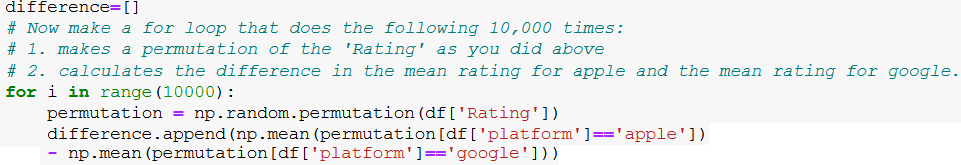 difference=[]
# Now make a for loop that does the following 10,000 times:
# 1. makes a permutation of the 'Rating' as you did above
# 2. calculates the difference in the mean rating for apple and the mean rating for google.
for i in range(10000):
    permutation = np.random.permutation(df['Rating'])
    difference.append(np.mean(permutation[df['platform']=='apple'])
    - np.mean(permutation[df['platform']=='google']))